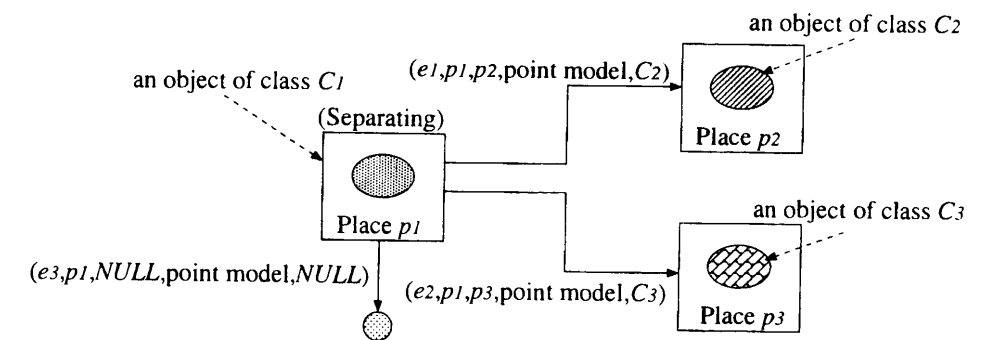 an object of class C2
(e1,p1,p2,point model,C2)
an object of class C1
(Separating)
Place p2
Place p1
an object of class C3
(e3,p1,NULL,point model,NULL)
(e2,p1,p3,point model,C3)
Place p3